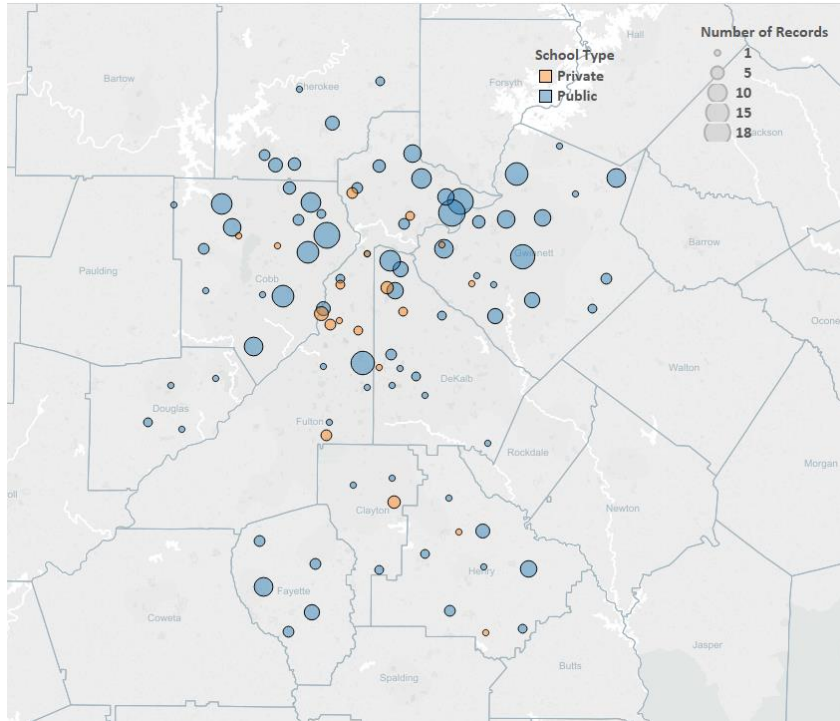 Number of Records
Hall
School Type
1
Private
5
Bartow
Cherokee
Forsyth
Public
10
15
18
Jackson
Barrow
Gwinnett
Paulding
Cobb
Oconee
Walton
DeKalb
Douglas
Fulton
Rockdale
Morgan
Newton
Clayton
Henry
Fayette
Coweta
Jasper
Butts
Spalding